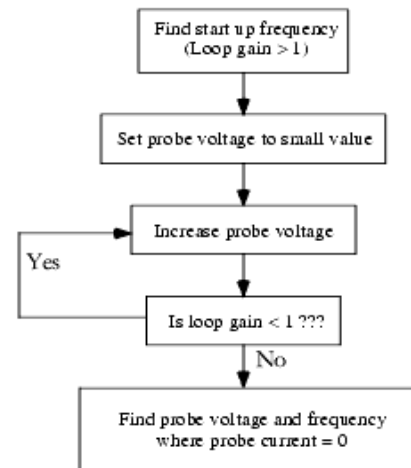 Find start up frequency
(Loop gain > 1)
Set probe voltage to small value
Increase probe voltage
Yes
Is loop gain < 1 ???
No
Find probe voltage and frequency
where probe current = 0